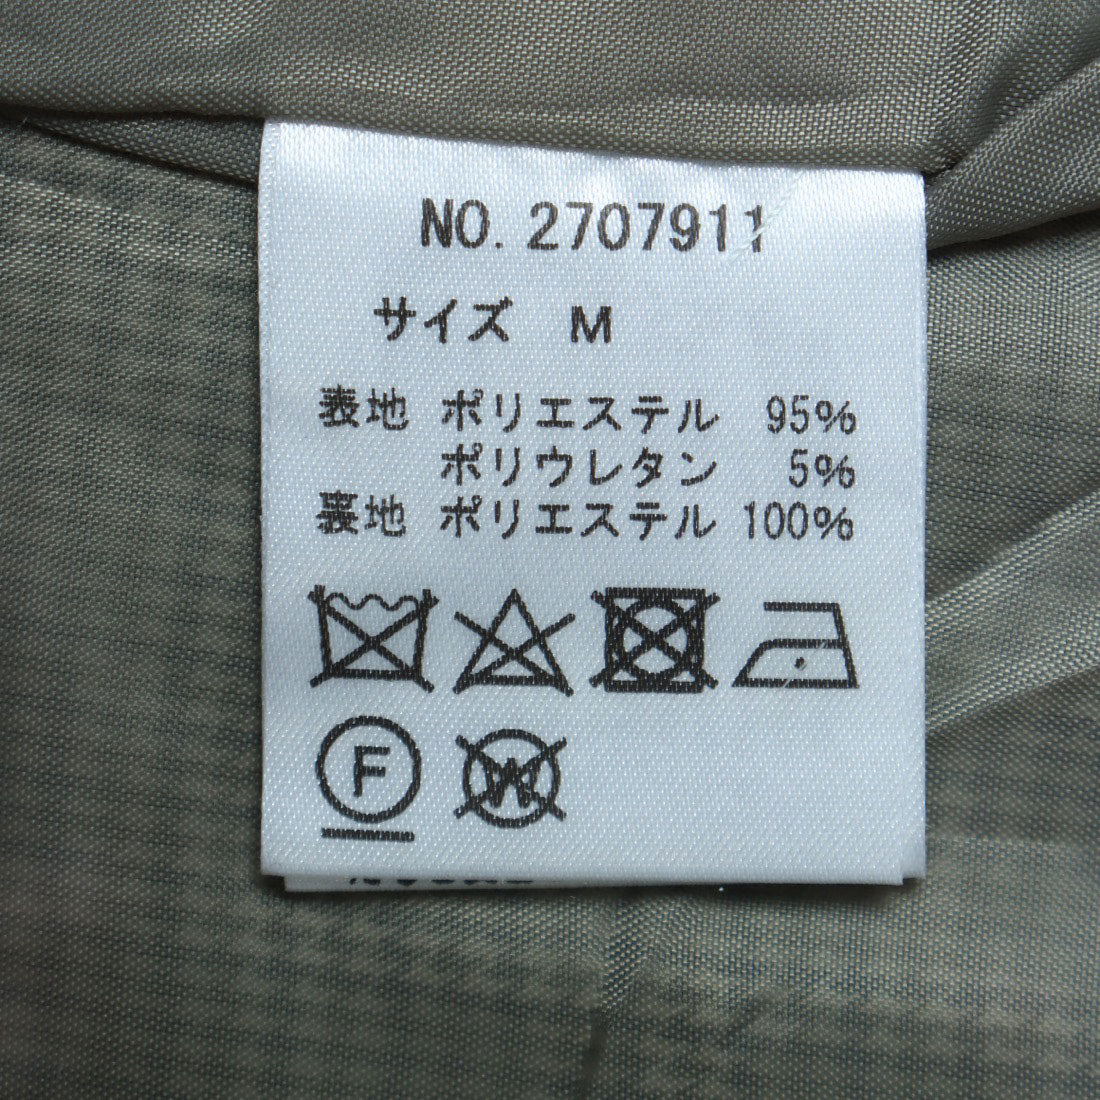 NO. 2707911
サイズ M
表地 ポリエステル 95%
ポリウレタン 5%
裏地 ポリエステル 100%
F
W